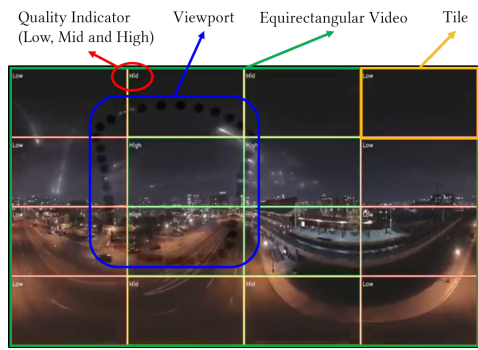 Quality Indicator
(Low, Mid and High)
Viewport
Equirectangular Video
Tile
Low
Mid
Mid
Low
Low
High
High
Low
Low
High
High
Low
Low
Mid
Mid
Low